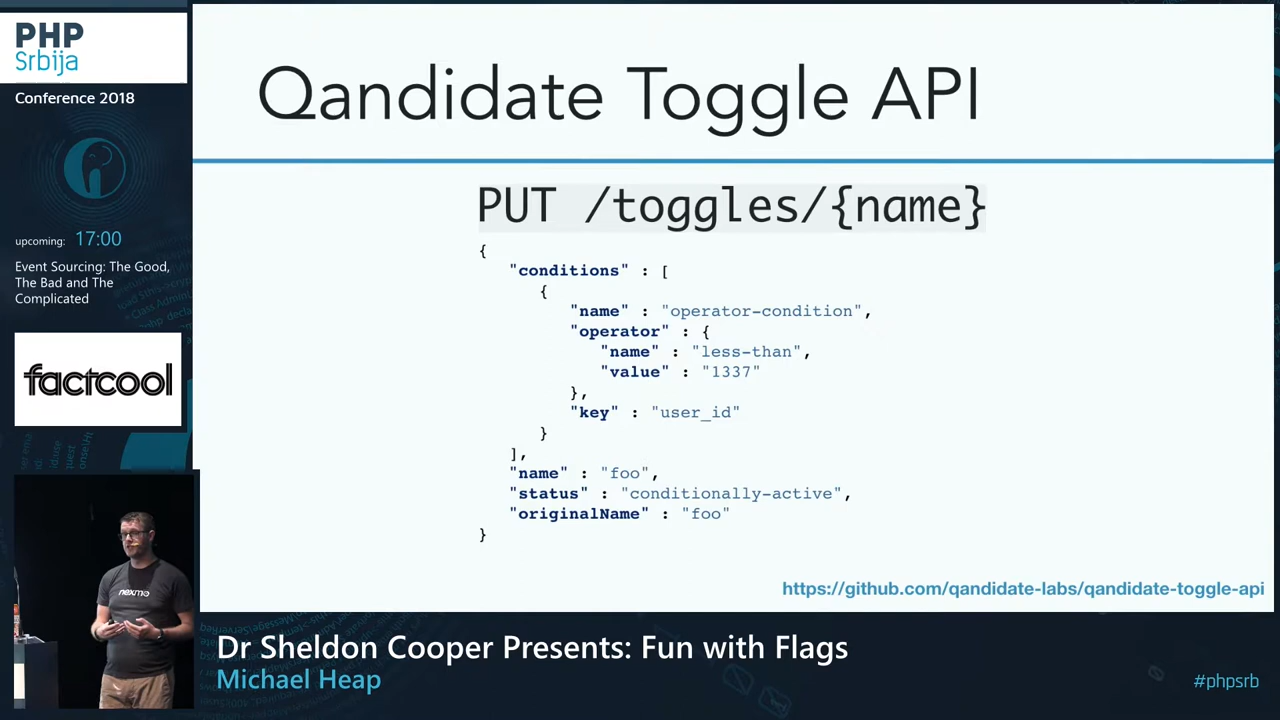 PHP
Srbija
Conference 2018
upcoming: 17:00
Event Sourcing: The Good,
The Bad and The
Complicated
factcool
nexmo
Qandidate Toggle API
PUT /toggles/{name}
{
"conditions" : [
{
"name" : "operator-condition",
"operator" : {
"name" : "less-than",
"value" : "1337"
},
"key" : "user_id"
}
],
"name" : "foo",
"status" : "conditionally-active",
"originalName" : "foo"
}
https://github.com/qandidate-labs/qandidate-toggle-api
Dr Sheldon Cooper Presents: Fun with Flags
Michael Heap
#phpsrb